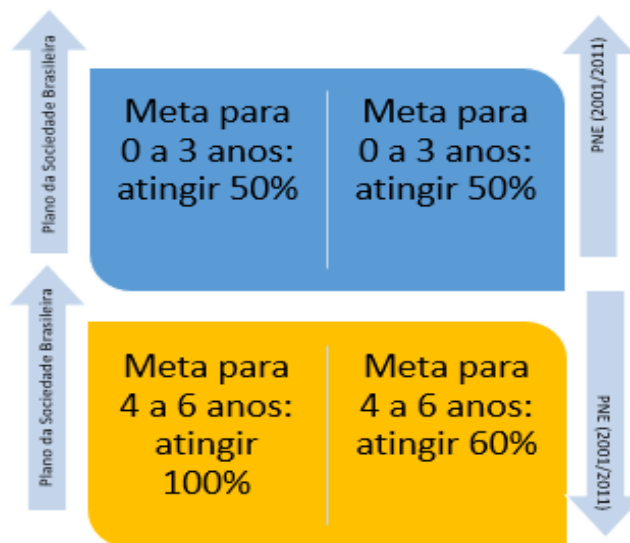 Plano da Sociedade Brasileira
Meta para
0 a 3 anos:
atingir 50%
Meta para
0 a 3 anos:
atingir 50%
PNE (2001/2011)
Plano da Sociedade Brasileira
Meta para
4 a 6 anos:
atingir
100%
Meta para
4 a 6 anos:
atingir 60%
PNE (2001/2011)